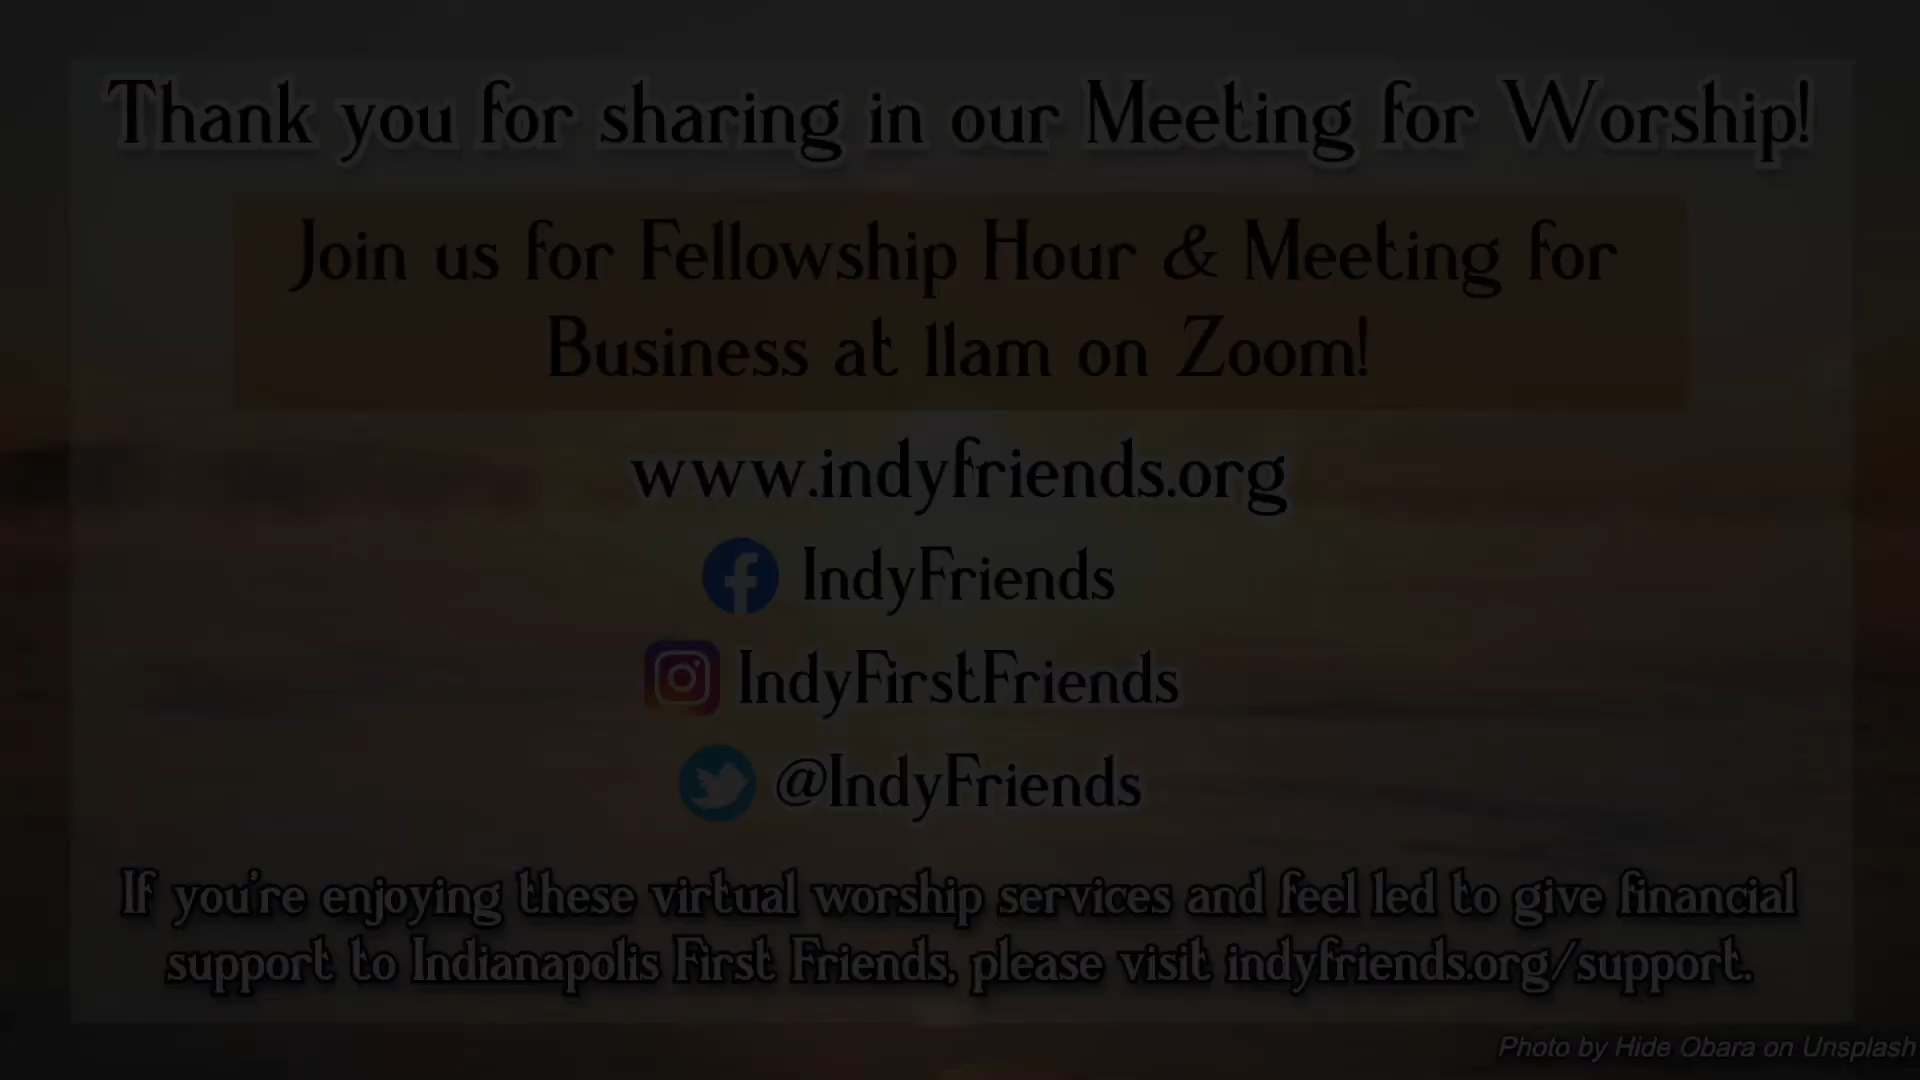 Thank you for sharing in our Meeting for Worship!
Join us for Fellowship Hour & Meeting for
Business at 11am on Zoom!
www.indyfriends.org
IndyFriends
IndyFirstFriends
@IndyFriends
If you're enjoying these virtual worship services and feel led to give financial
support to Indianapolis First Friends, please visit indyfriends.org/support.
Photo by Hide Obara on Unsplash